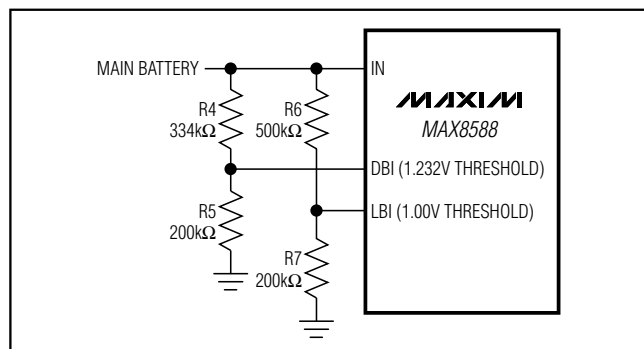 MAIN BATTERY
IN
MAXIM
MAX8588
R4
334kΩ
R6
500kΩ
DBI (1.232V THRESHOLD)
LBI (1.00V THRESHOLD)
R5
200kΩ
R7
200kΩ